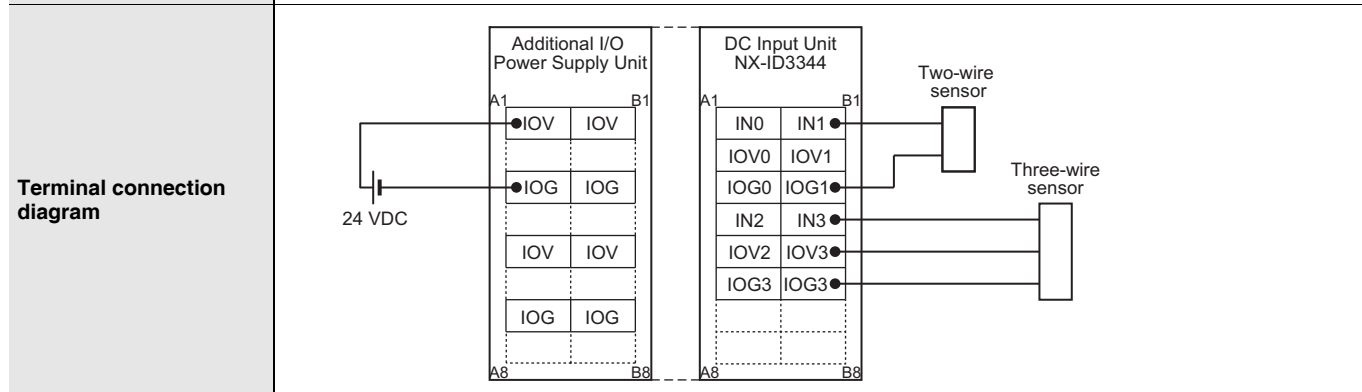 Terminal connection
diagram
24 VDC
Additional I/O
Power Supply Unit
A1 B1
IOV IOV
IOG IOG
IOV IOV
IOG IOG
A8 B8
DC Input Unit
NX-ID3344
A1 B1
IN0 IN1
IOV0 IOV1
IOG0 IOG1
IN2 IN3
IOV2 IOV3
IOG3 IOG3
A8 B8
Two-wire
sensor
Three-wire
sensor